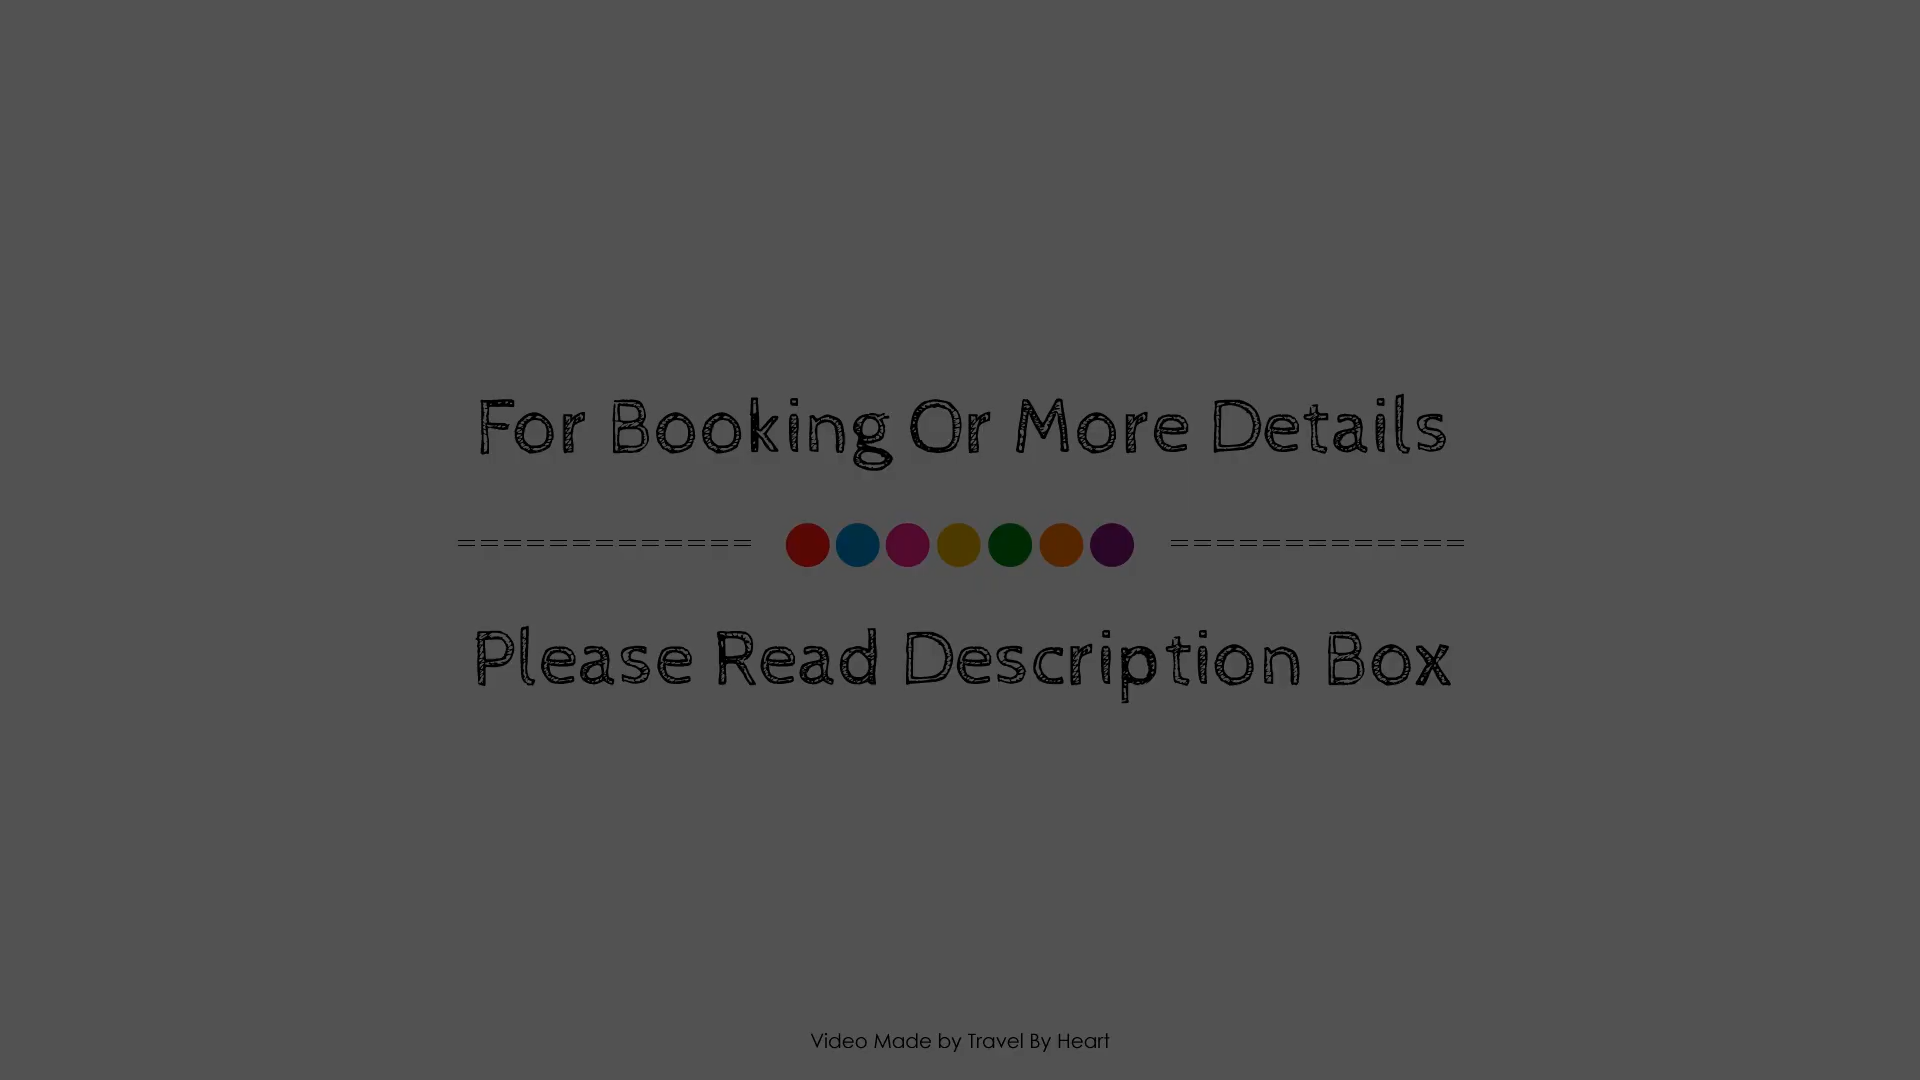 For Booking Or More Details
============= =============
Please Read Description Box
Video Made by Travel By Heart